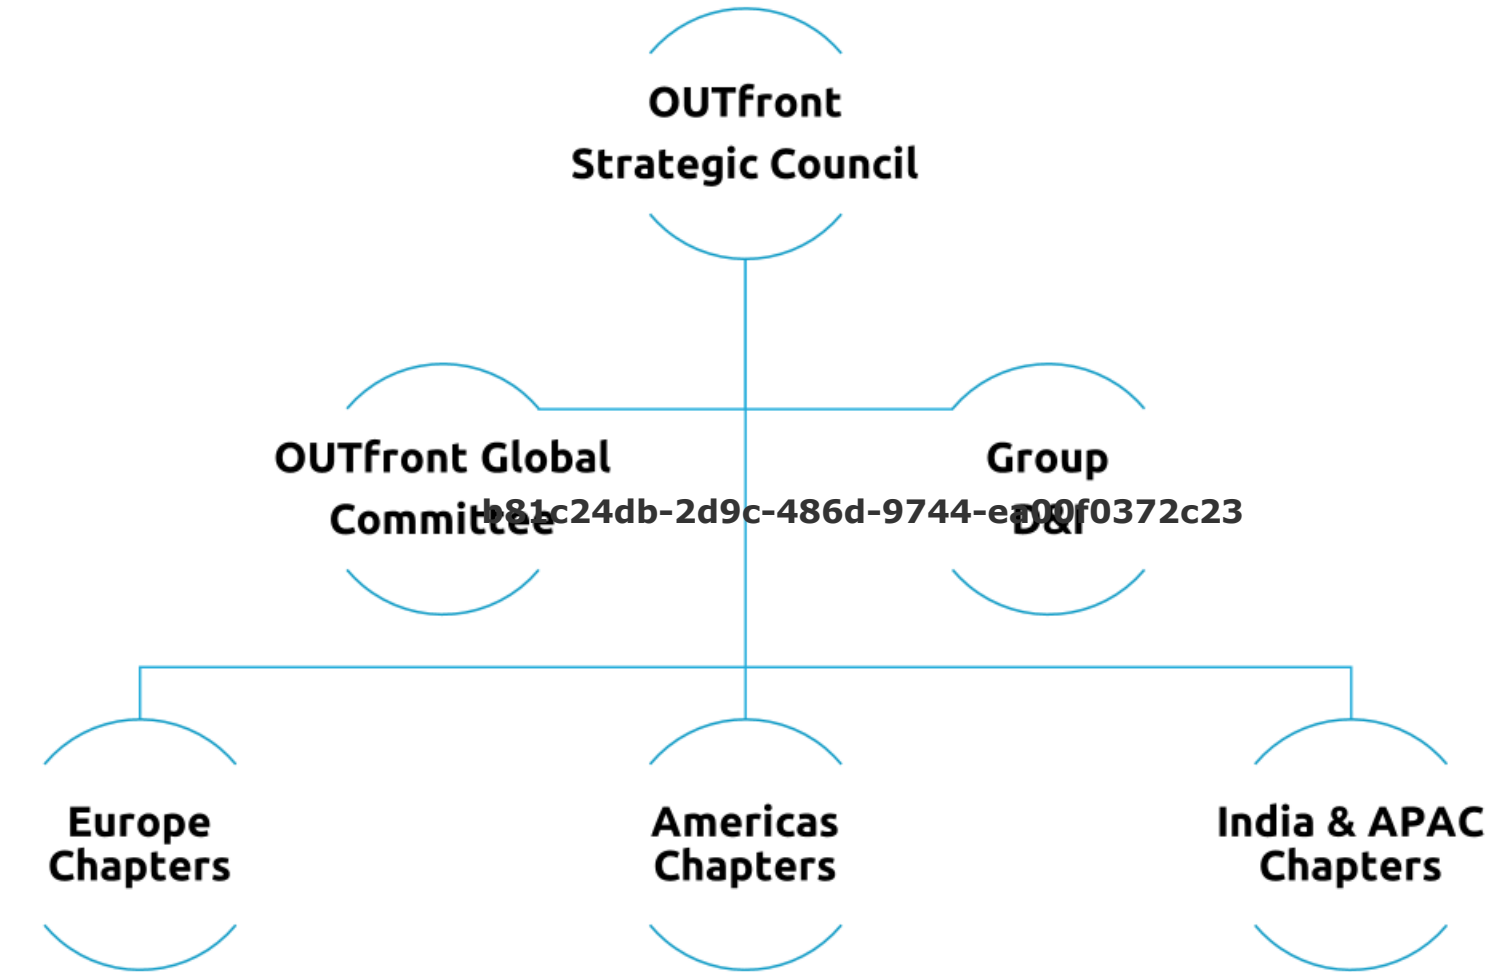 OUTfront
Strategic Council
OUTfront Global
Committee
Group
D&I
b81c24db-2d9c-486d-9744-ea00f0372c23
Europe
Chapters
Americas
Chapters
India & APAC
Chapters